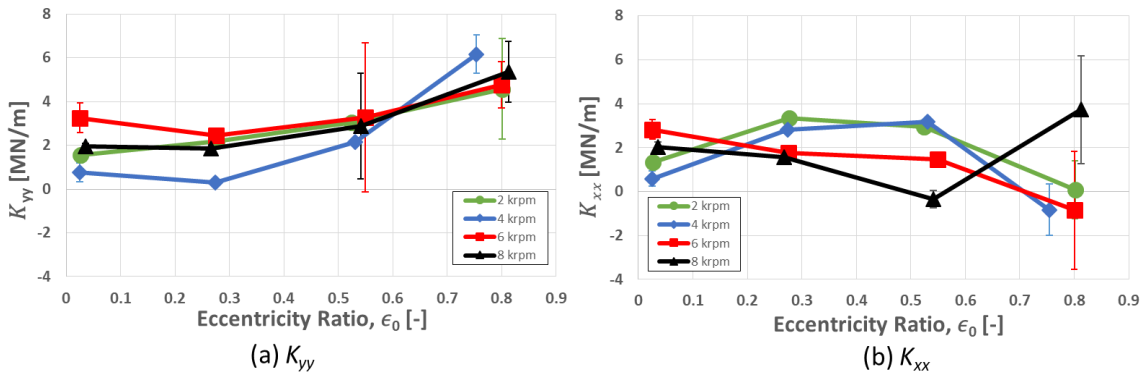 8
6
4
2
0
-2
-4
K_yy [MN/m]
0 0.1 0.2 0.3 0.4 0.5 0.6 0.7 0.8 0.9
Eccentricity Ratio, ϵ₀ [-]
2 krpm
4 krpm
6 krpm
8 krpm
(a) K_yy
8
6
4
2
0
-2
-4
K_xx [MN/m]
0 0.1 0.2 0.3 0.4 0.5 0.6 0.7 0.8 0.9
Eccentricity Ratio, ϵ₀ [-]
2 krpm
4 krpm
6 krpm
8 krpm
(b) K_xx